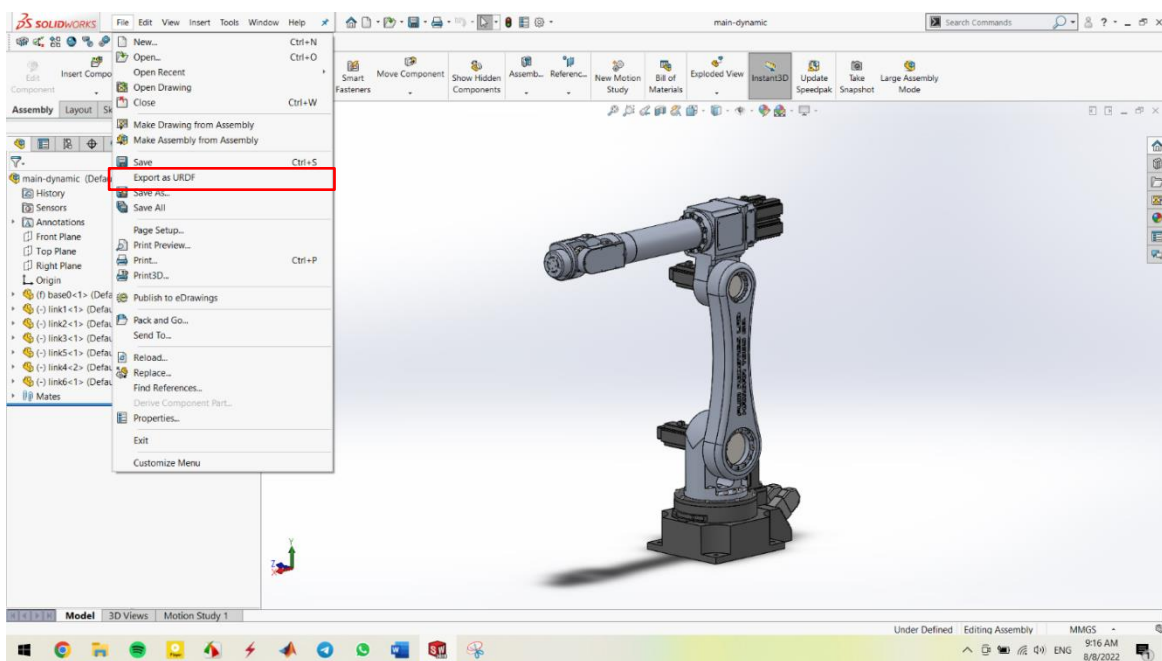 SOLIDWORKS File Edit View Insert Tools Window Help main-dynamic Search Commands
New... Ctrl+N
Open... Ctrl+O
Open Recent
Open Drawing
Close Ctrl+W
Make Drawing from Assembly
Make Assembly from Assembly
Save Ctrl+S
Export as URDF
Save As...
Save All
Page Setup...
Print Preview...
Print... Ctrl+P
Print3D...
Publish to eDrawings
Pack and Go...
Send To...
Reload...
Replace...
Find References...
Derive Component Part...
Properties...
Exit
Customize Menu
Edit Component
Insert Compo
Smart Fasteners
Move Component
Show Hidden Components
Assemb...
Referenc...
New Motion Study
Bill of Materials
Exploded View
Instant3D
Update Speedpak
Take Snapshot
Large Assembly Mode
Assembly Layout Sk
main-dynamic (Defau
History
Sensors
Annotations
Front Plane
Top Plane
Right Plane
Origin
(f) base0<1> (Defa
(-) link1<1> (Defau
(-) link2<1> (Defau
(-) link3<1> (Defau
(-) link5<1> (Defau
(-) link4<2> (Defau
(-) link6<1> (Defau
Mates
Y
Z
Model 3D Views Motion Study 1
Under Defined Editing Assembly MMGS
ENG 9:16 AM
8/8/2022